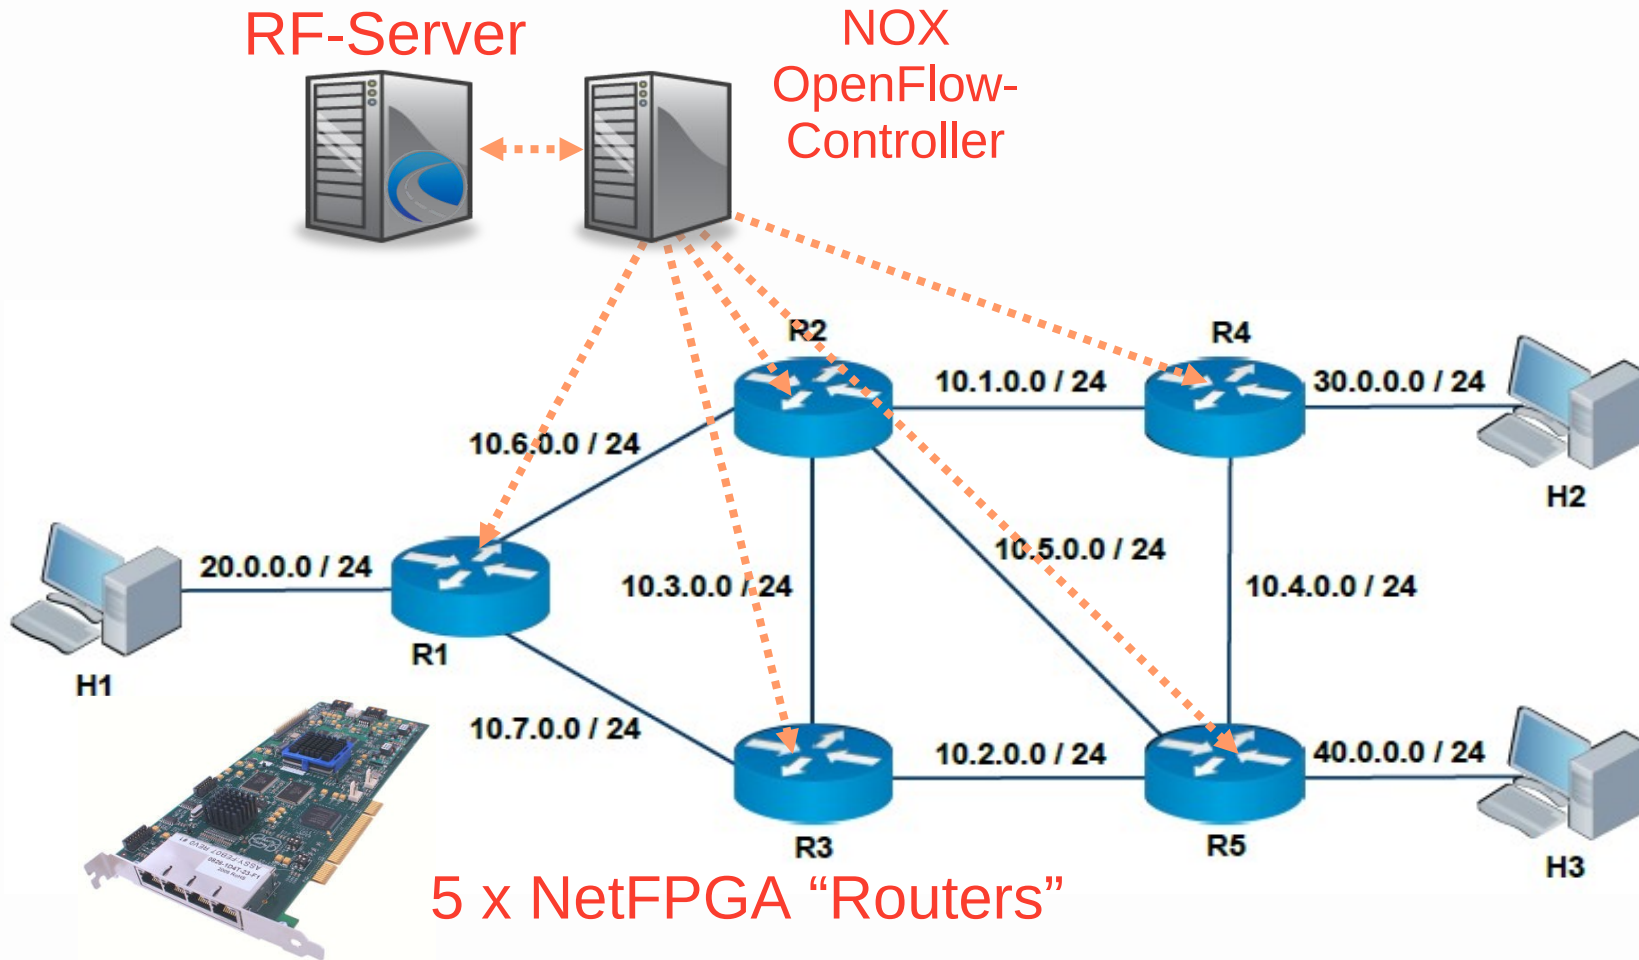 RF-Server
NOX
OpenFlow-
Controller
R2
R4
10.1.0.0 / 24
30.0.0.0 / 24
10.6.0.0 / 24
H2
20.0.0.0 / 24
10.3.0.0 / 24
10.5.0.0 / 24
10.4.0.0 / 24
R1
H1
10.7.0.0 / 24
10.2.0.0 / 24
40.0.0.0 / 24
R3
R5
H3
5 x NetFPGA “Routers”